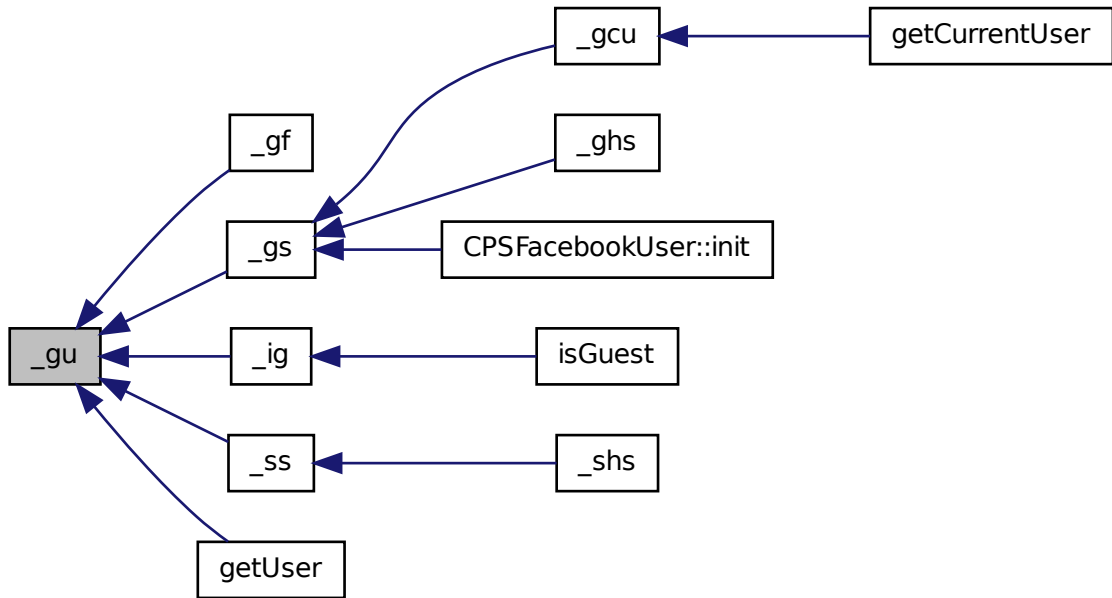 _gcu
getCurrentUser
_gf
_ghs
_gs
CPSFacebookUser::init
_gu
_ig
isGuest
_ss
_shs
getUser